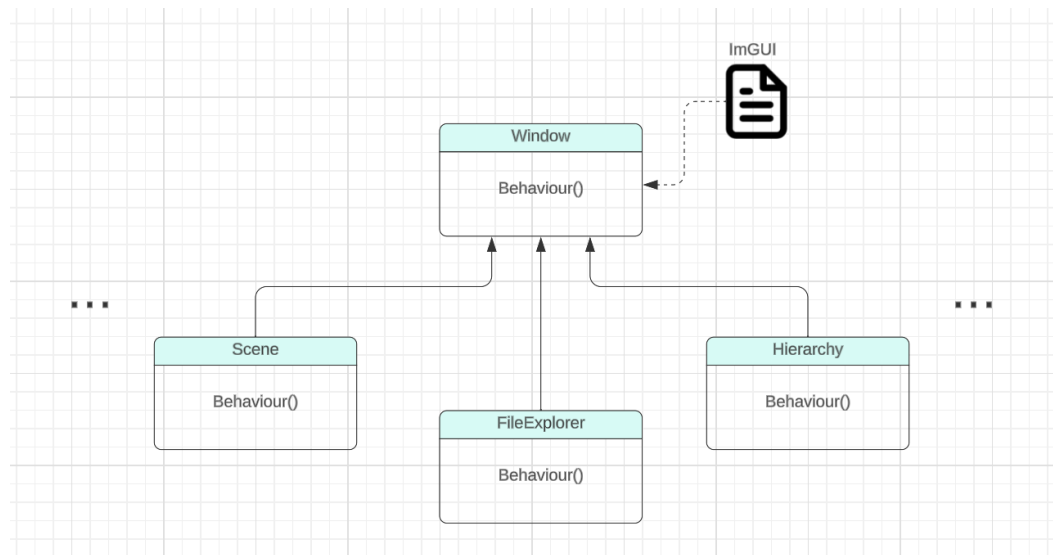 ImGUI
Window
Behaviour()
...
...
Scene
Behaviour()
Hierarchy
Behaviour()
FileExplorer
Behaviour()